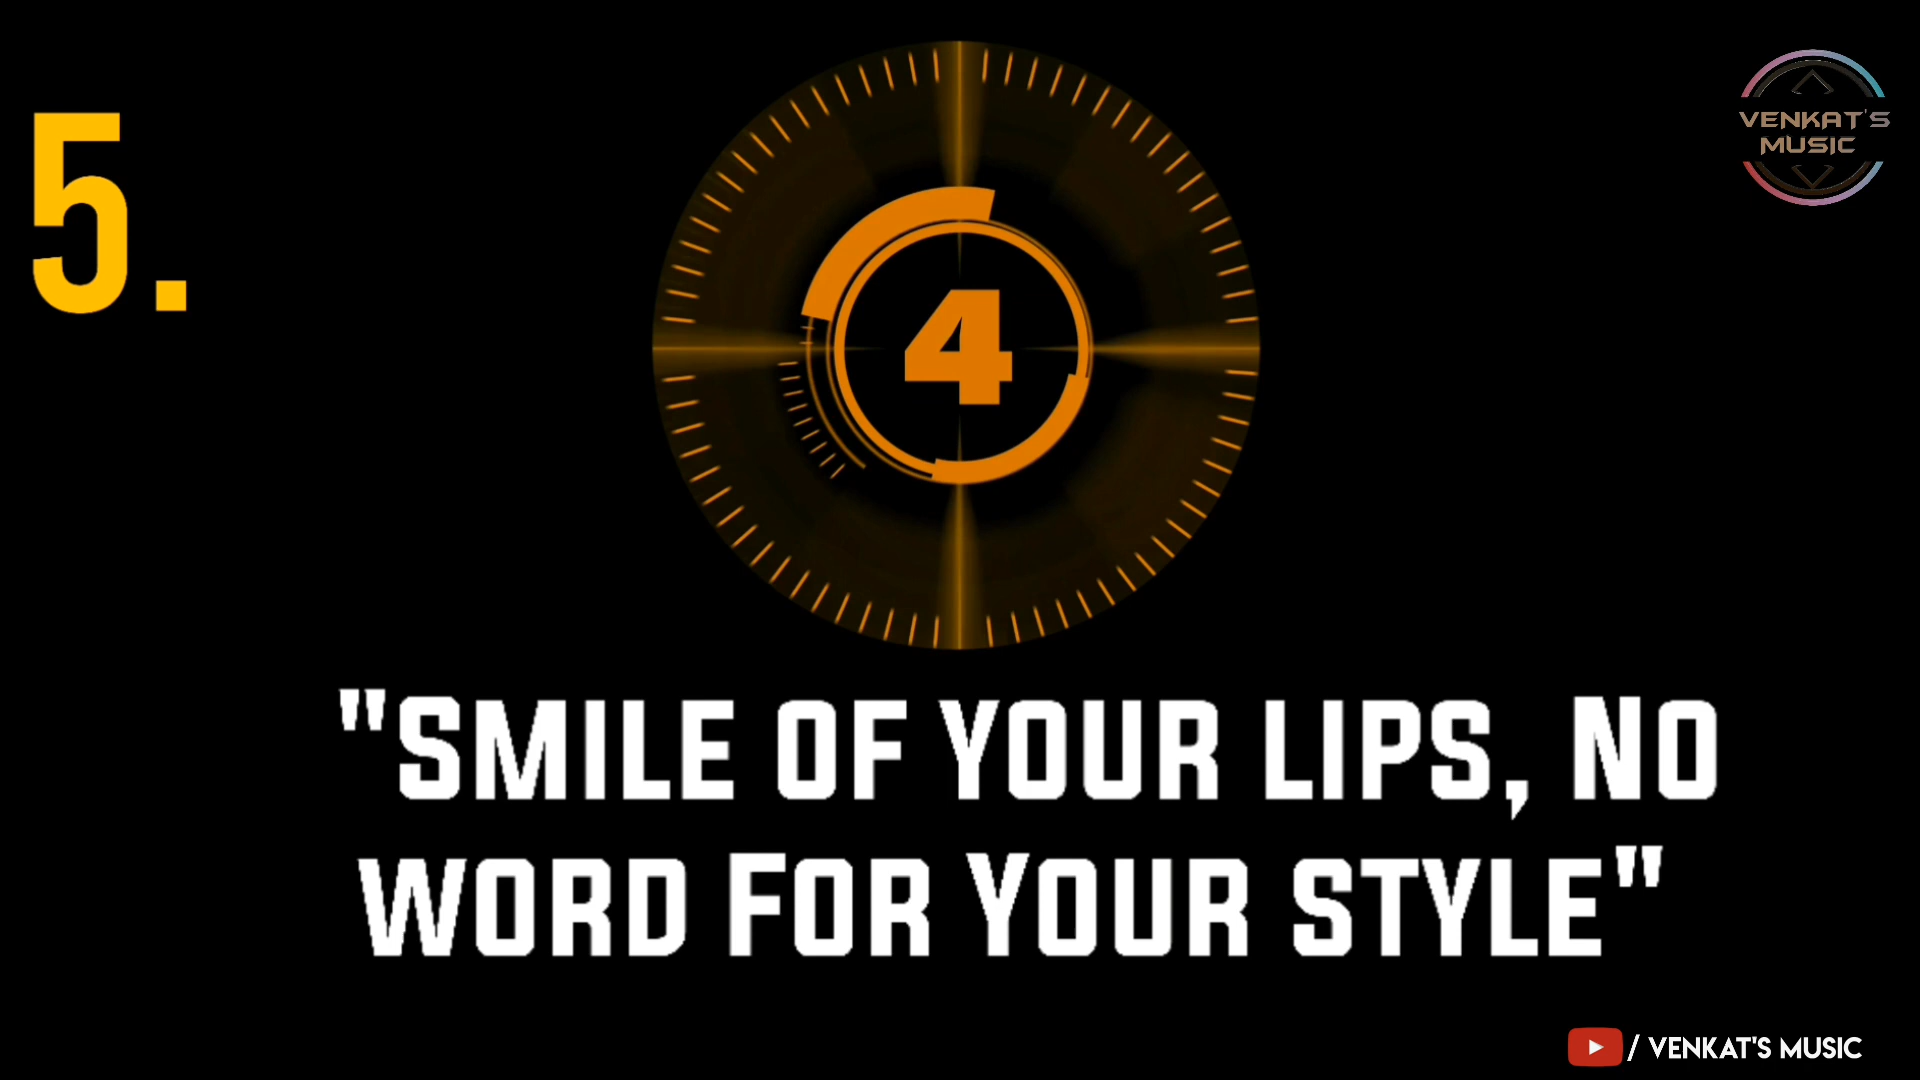 5.
4
VENKAT'S
MUSIC
"SMILE OF YOUR LIPS, NO
WORD FOR YOUR STYLE"
/ VENKAT'S MUSIC